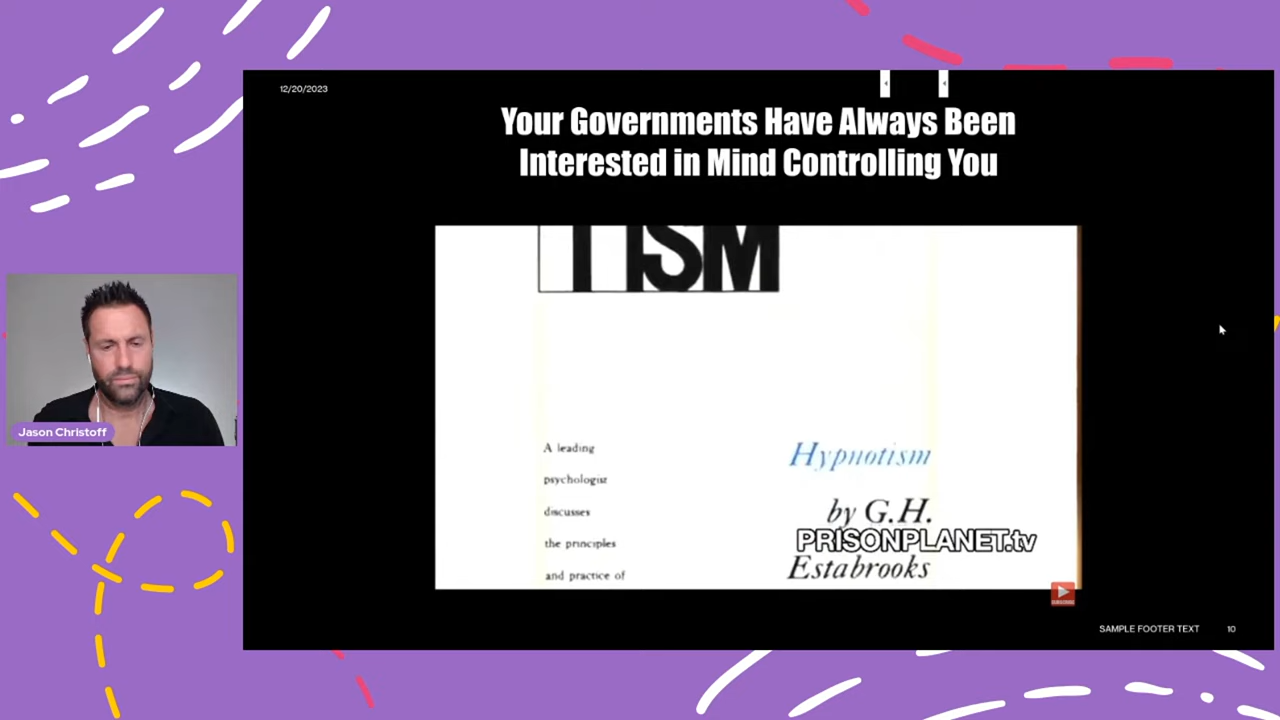 12/20/2023
Your Governments Have Always Been
Interested in Mind Controlling You
TISM
A leading
psychologist
discusses
the principles
and practice of
Hypnotism
by G.H.
PRISONPLANET.tv
Estabrooks
Jason Christoff
SAMPLE FOOTER TEXT 10